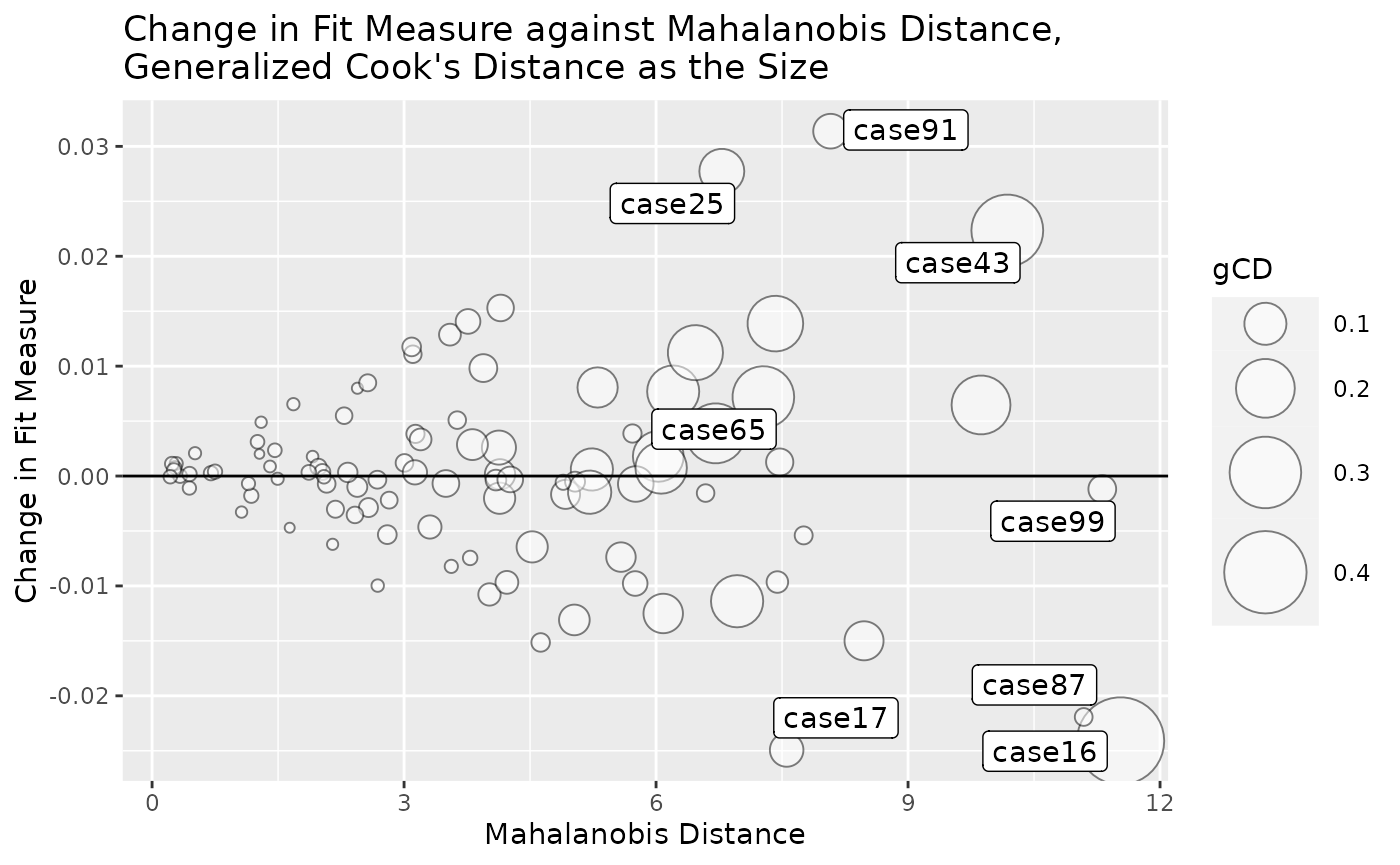 Change in Fit Measure against Mahalanobis Distance,
Generalized Cook's Distance as the Size
Change in Fit Measure
0.03
0.02
0.01
0.00
-0.01
-0.02
case91
case25
case43
case65
case99
case87
case17
case16
0
3
6
9
12
Mahalanobis Distance
gCD
0.1
0.2
0.3
0.4